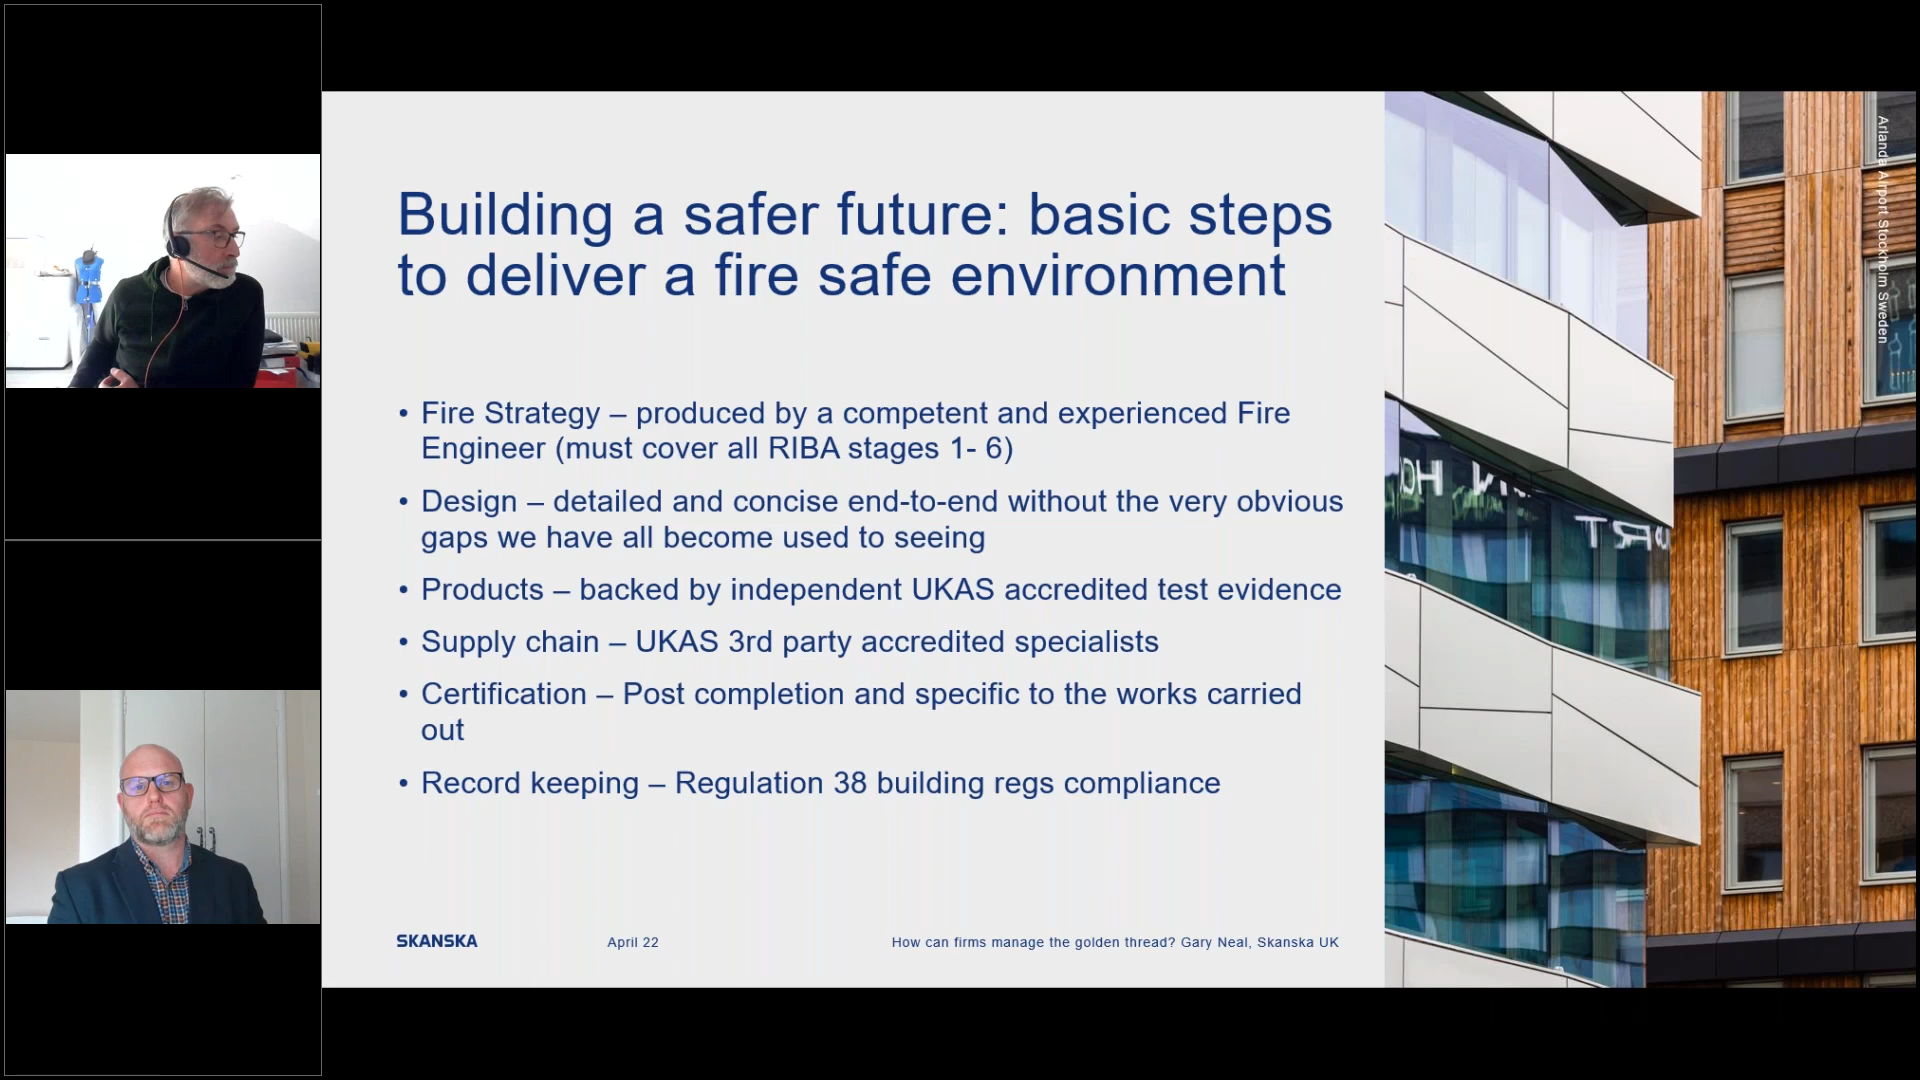 Building a safer future: basic steps
to deliver a fire safe environment
• Fire Strategy – produced by a competent and experienced Fire
Engineer (must cover all RIBA stages 1- 6)
• Design – detailed and concise end-to-end without the very obvious
gaps we have all become used to seeing
• Products – backed by independent UKAS accredited test evidence
• Supply chain – UKAS 3rd party accredited specialists
• Certification – Post completion and specific to the works carried
out
• Record keeping – Regulation 38 building regs compliance
SKANSKA
April 22
How can firms manage the golden thread? Gary Neal, Skanska UK
Arlanda Airport Stockholm Sweden